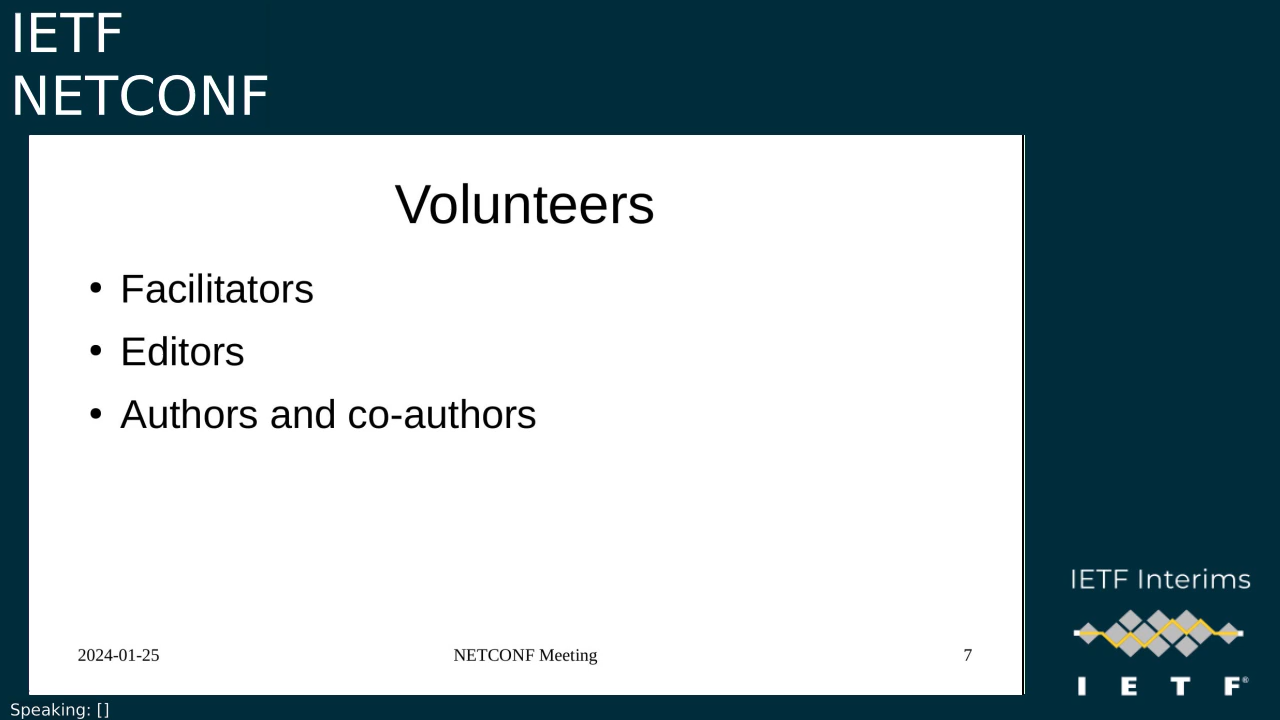 IETF
NETCONF
Volunteers
• Facilitators
• Editors
• Authors and co-authors
2024-01-25 NETCONF Meeting 7
IETF Interims
I E T F®
Speaking: []